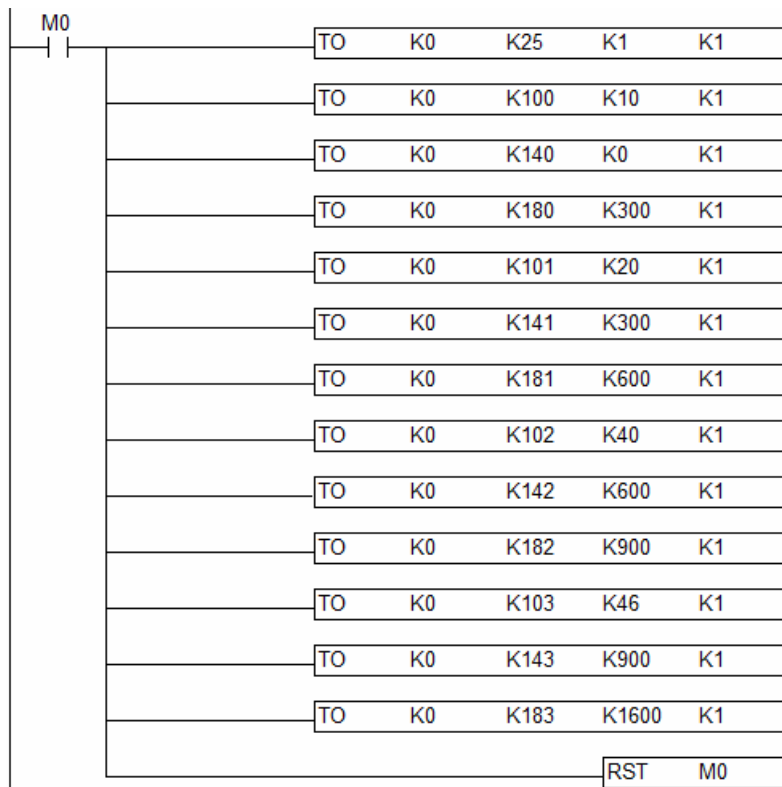 M0
TO K0 K25 K1 K1
TO K0 K100 K10 K1
TO K0 K140 K0 K1
TO K0 K180 K300 K1
TO K0 K101 K20 K1
TO K0 K141 K300 K1
TO K0 K181 K600 K1
TO K0 K102 K40 K1
TO K0 K142 K600 K1
TO K0 K182 K900 K1
TO K0 K103 K46 K1
TO K0 K143 K900 K1
TO K0 K183 K1600 K1
RST M0